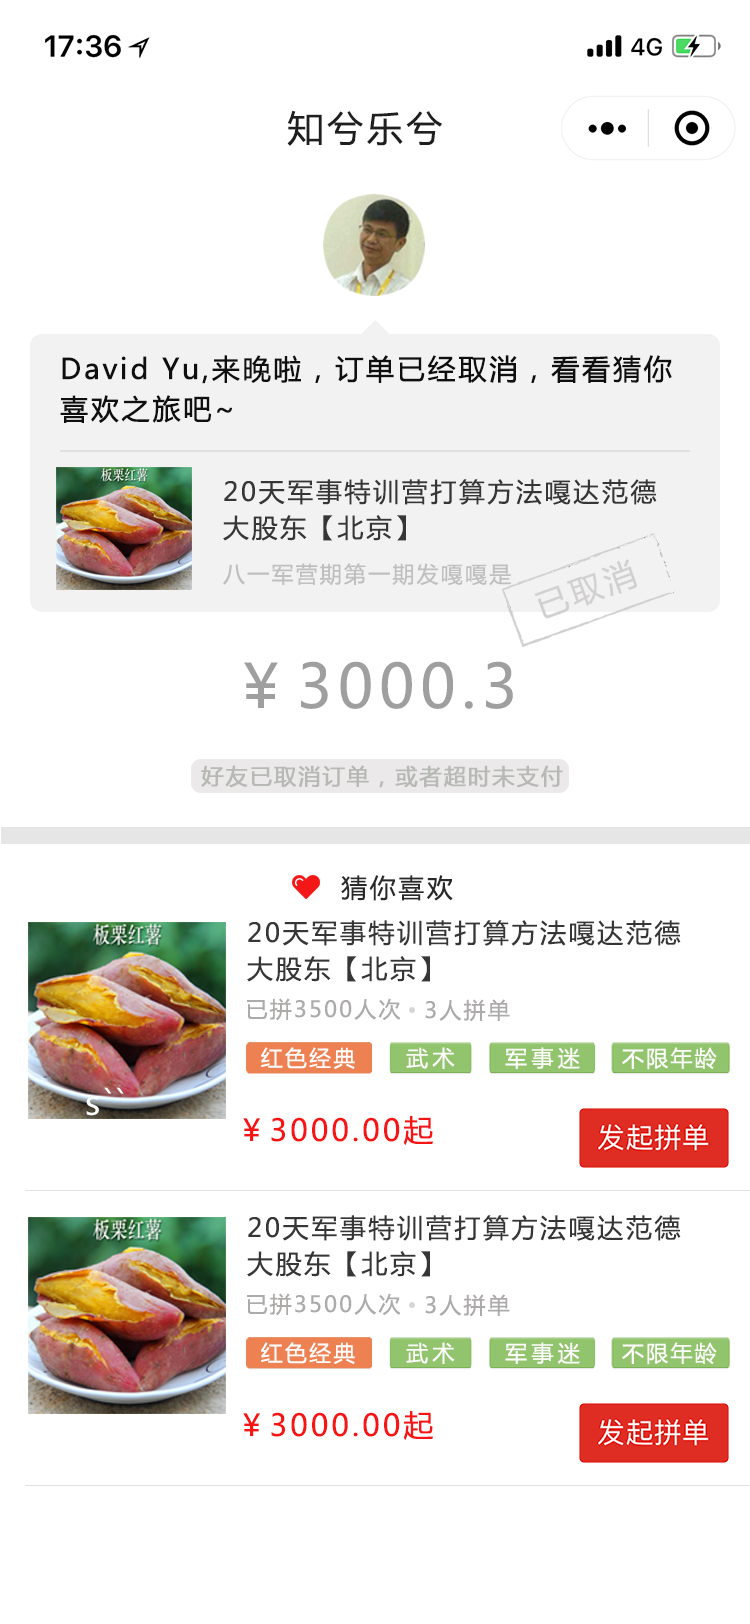 17:36
4G
知兮乐兮
David Yu,来晚啦，订单已经取消，看看猜你
喜欢之旅吧~
板栗红薯
20天军事特训营打算方法嘎达范德
大股东【北京】
八一军营期第一期发嘎嘎是
已取消
¥ 3000.3
好友已取消订单，或者超时未支付
猜你喜欢
板栗红薯
20天军事特训营打算方法嘎达范德
大股东【北京】
已拼3500人次 • 3人拼单
红色经典 武术 军事迷 不限年龄
s``
¥ 3000.00起
发起拼单
板栗红薯
20天军事特训营打算方法嘎达范德
大股东【北京】
已拼3500人次 • 3人拼单
红色经典 武术 军事迷 不限年龄
¥ 3000.00起
发起拼单